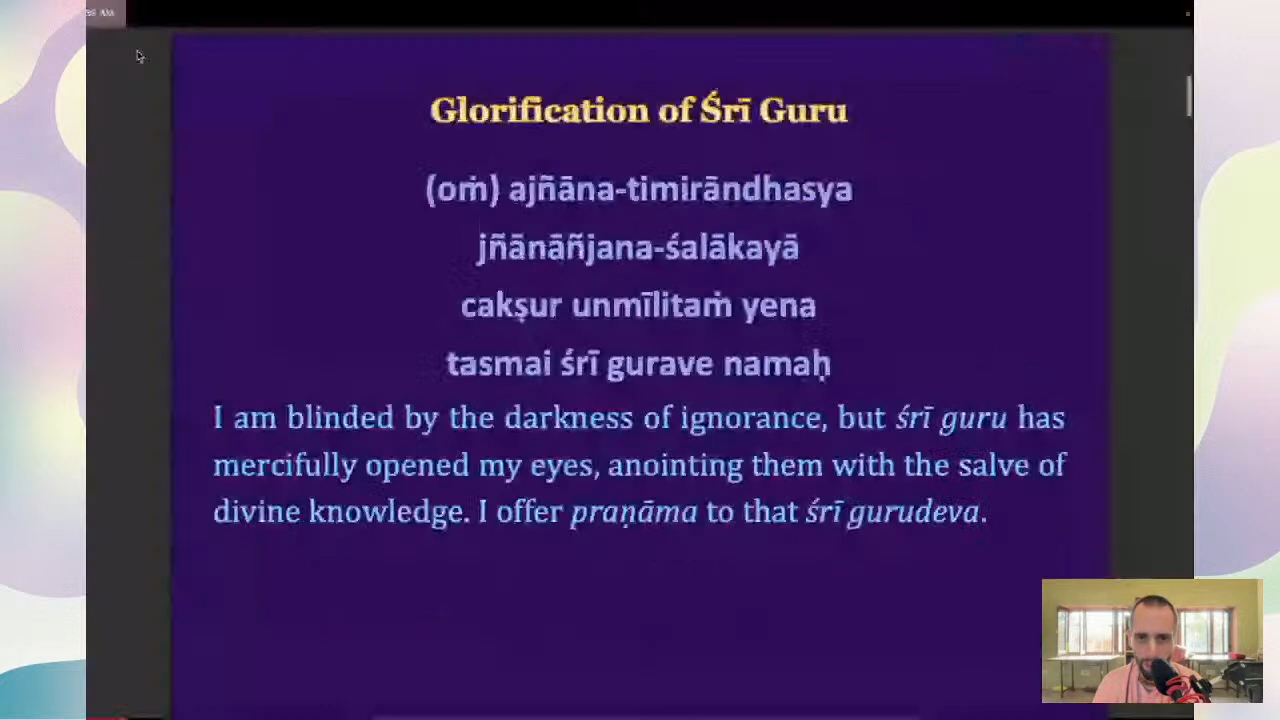 Glorification of Śrī Guru
(oṁ) ajñāna-timirāndhasya
jñānāñjana-śalākayā
cakṣur unmīlitaṁ yena
tasmai śrī gurave namaḥ
I am blinded by the darkness of ignorance, but śrī guru has
mercifully opened my eyes, anointing them with the salve of
divine knowledge. I offer praṇāma to that śrī gurudeva.